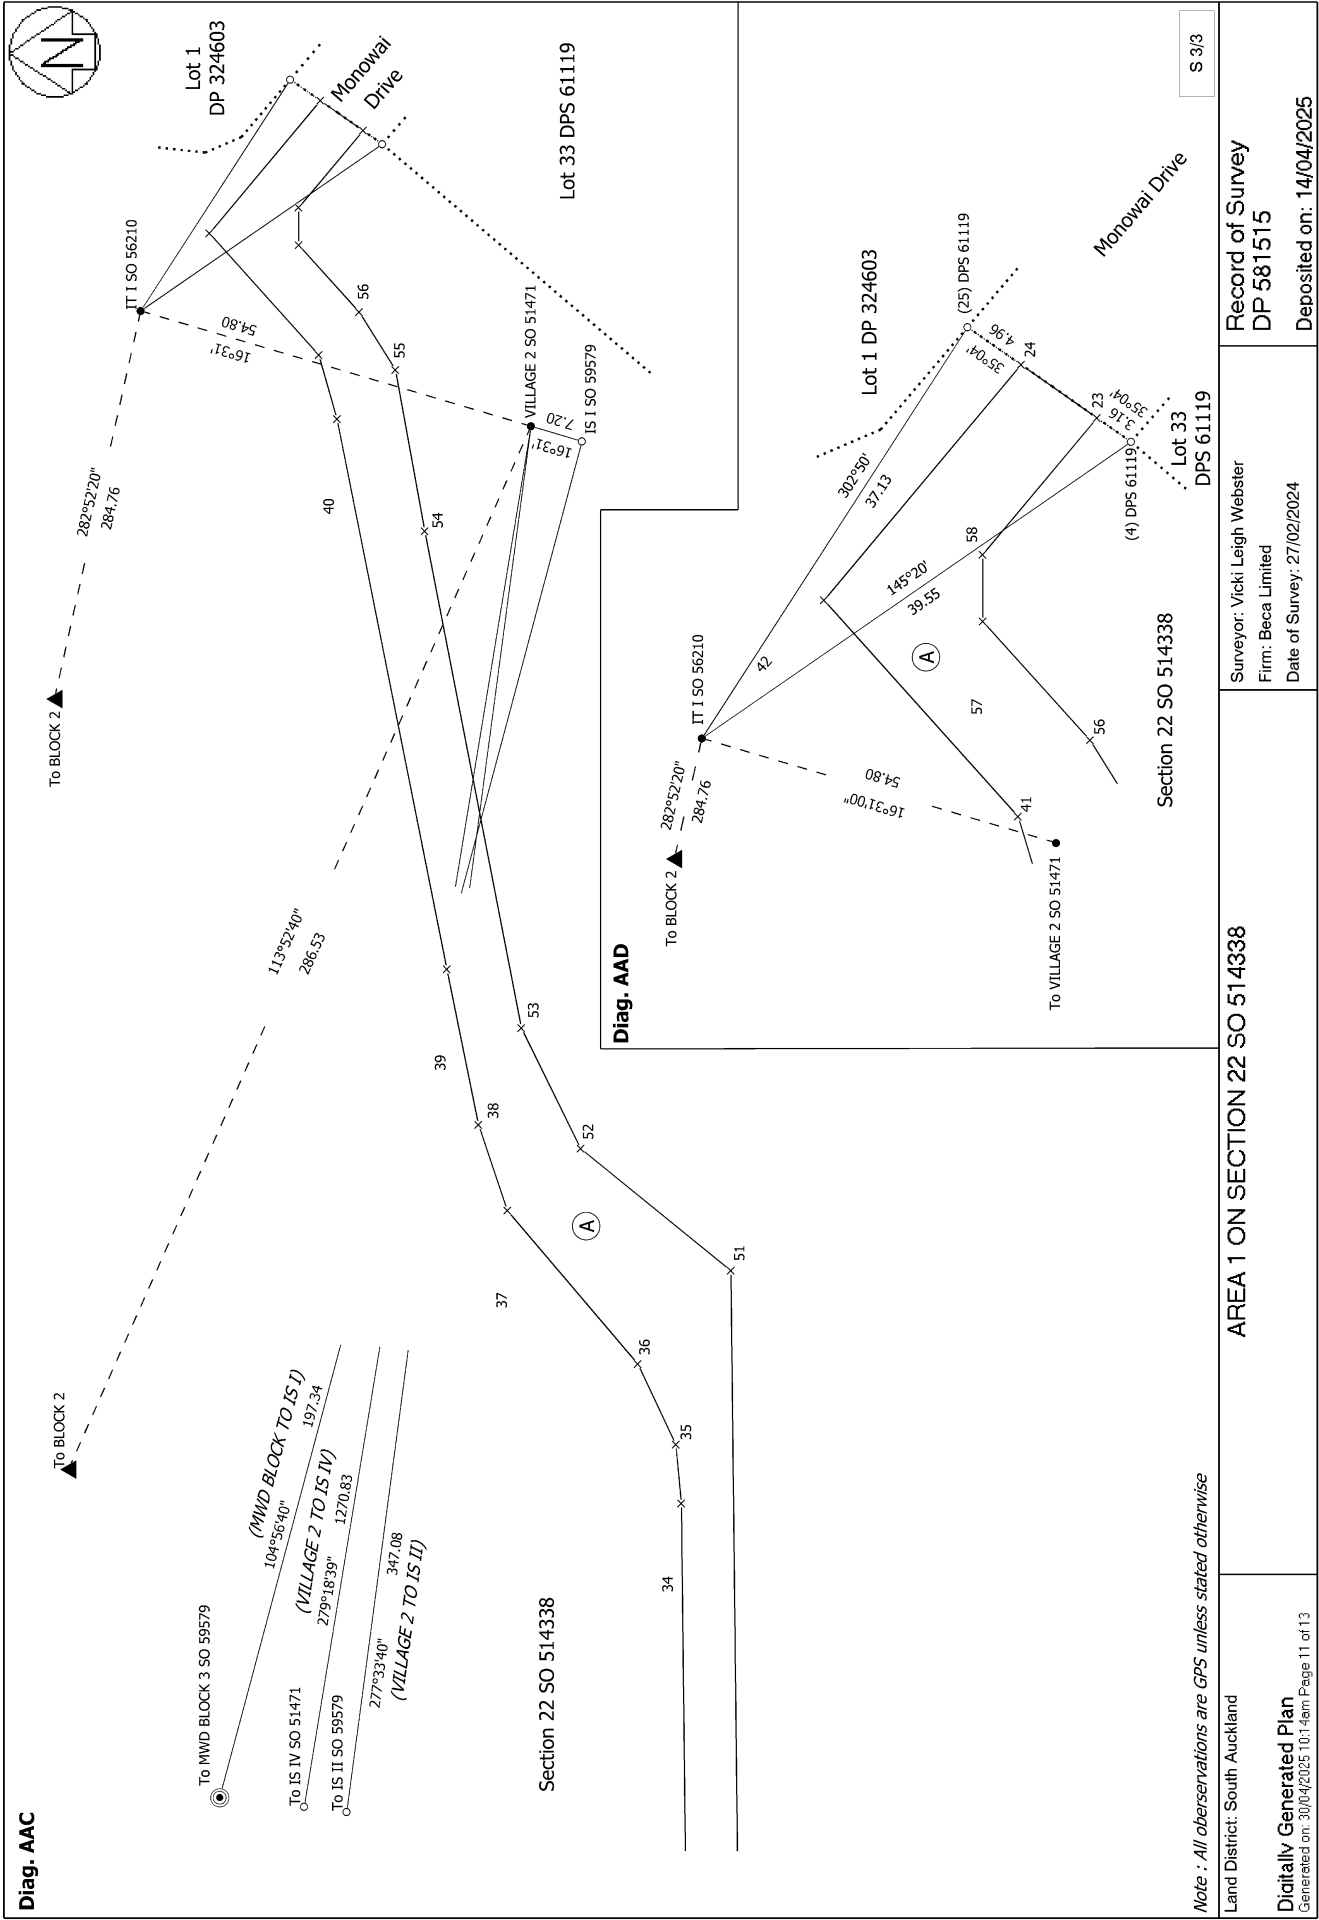 Diag. AAC
To BLOCK 2
113°52'40"
286.53
To BLOCK 2
282°52'20"
284.76
IT I SO 56210
Lot 1
DP 324603
N
Monowai
Drive
Lot 33 DPS 61119
54.80
16°31'
VILLAGE 2 SO 51471
7.20
16°31'
IS I SO 59579
To MWD BLOCK 3 SO 59579
(MWD BLOCK TO IS I)
104°56'40"
197.34
To IS IV SO 51471
(VILLAGE 2 TO IS IV)
279°18'39"
1270.83
To IS II SO 59579
277°33'40"
347.08
(VILLAGE 2 TO IS II)
34
35
36
37
38
39
40
51
52
53
54
55
56
A
Section 22 SO 514338
Diag. AAD
To BLOCK 2
282°52'20"
284.76
IT I SO 56210
42
302°50'
37.13
Lot 1 DP 324603
(25) DPS 61119
4.96
35°04'
24
Monowai Drive
23
3.16
35°04'
(4) DPS 61119
Lot 33
DPS 61119
145°20'
39.55
58
57
A
56
41
54.80
16°31'00"
To VILLAGE 2 SO 51471
Section 22 SO 514338
S 3/3
Note : All oberservations are GPS unless stated otherwise
Land District: South Auckland
Digitally Generated Plan
Generated on: 30/04/2025 10:14am Page 11 of 13
AREA 1 ON SECTION 22 SO 514338
Surveyor: Vicki Leigh Webster
Firm: Beca Limited
Date of Survey: 27/02/2024
Record of Survey
DP 581515
Deposited on: 14/04/2025